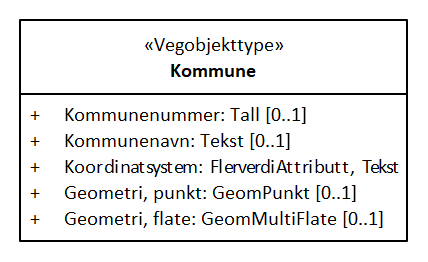 «Vegobjekttype»
Kommune
+ Kommunenummer: Tall [0..1]
+ Kommunenavn: Tekst [0..1]
+ Koordinatsystem: FlerverdiAttributt, Tekst
+ Geometri, punkt: GeomPunkt [0..1]
+ Geometri, flate: GeomMultiFlate [0..1]